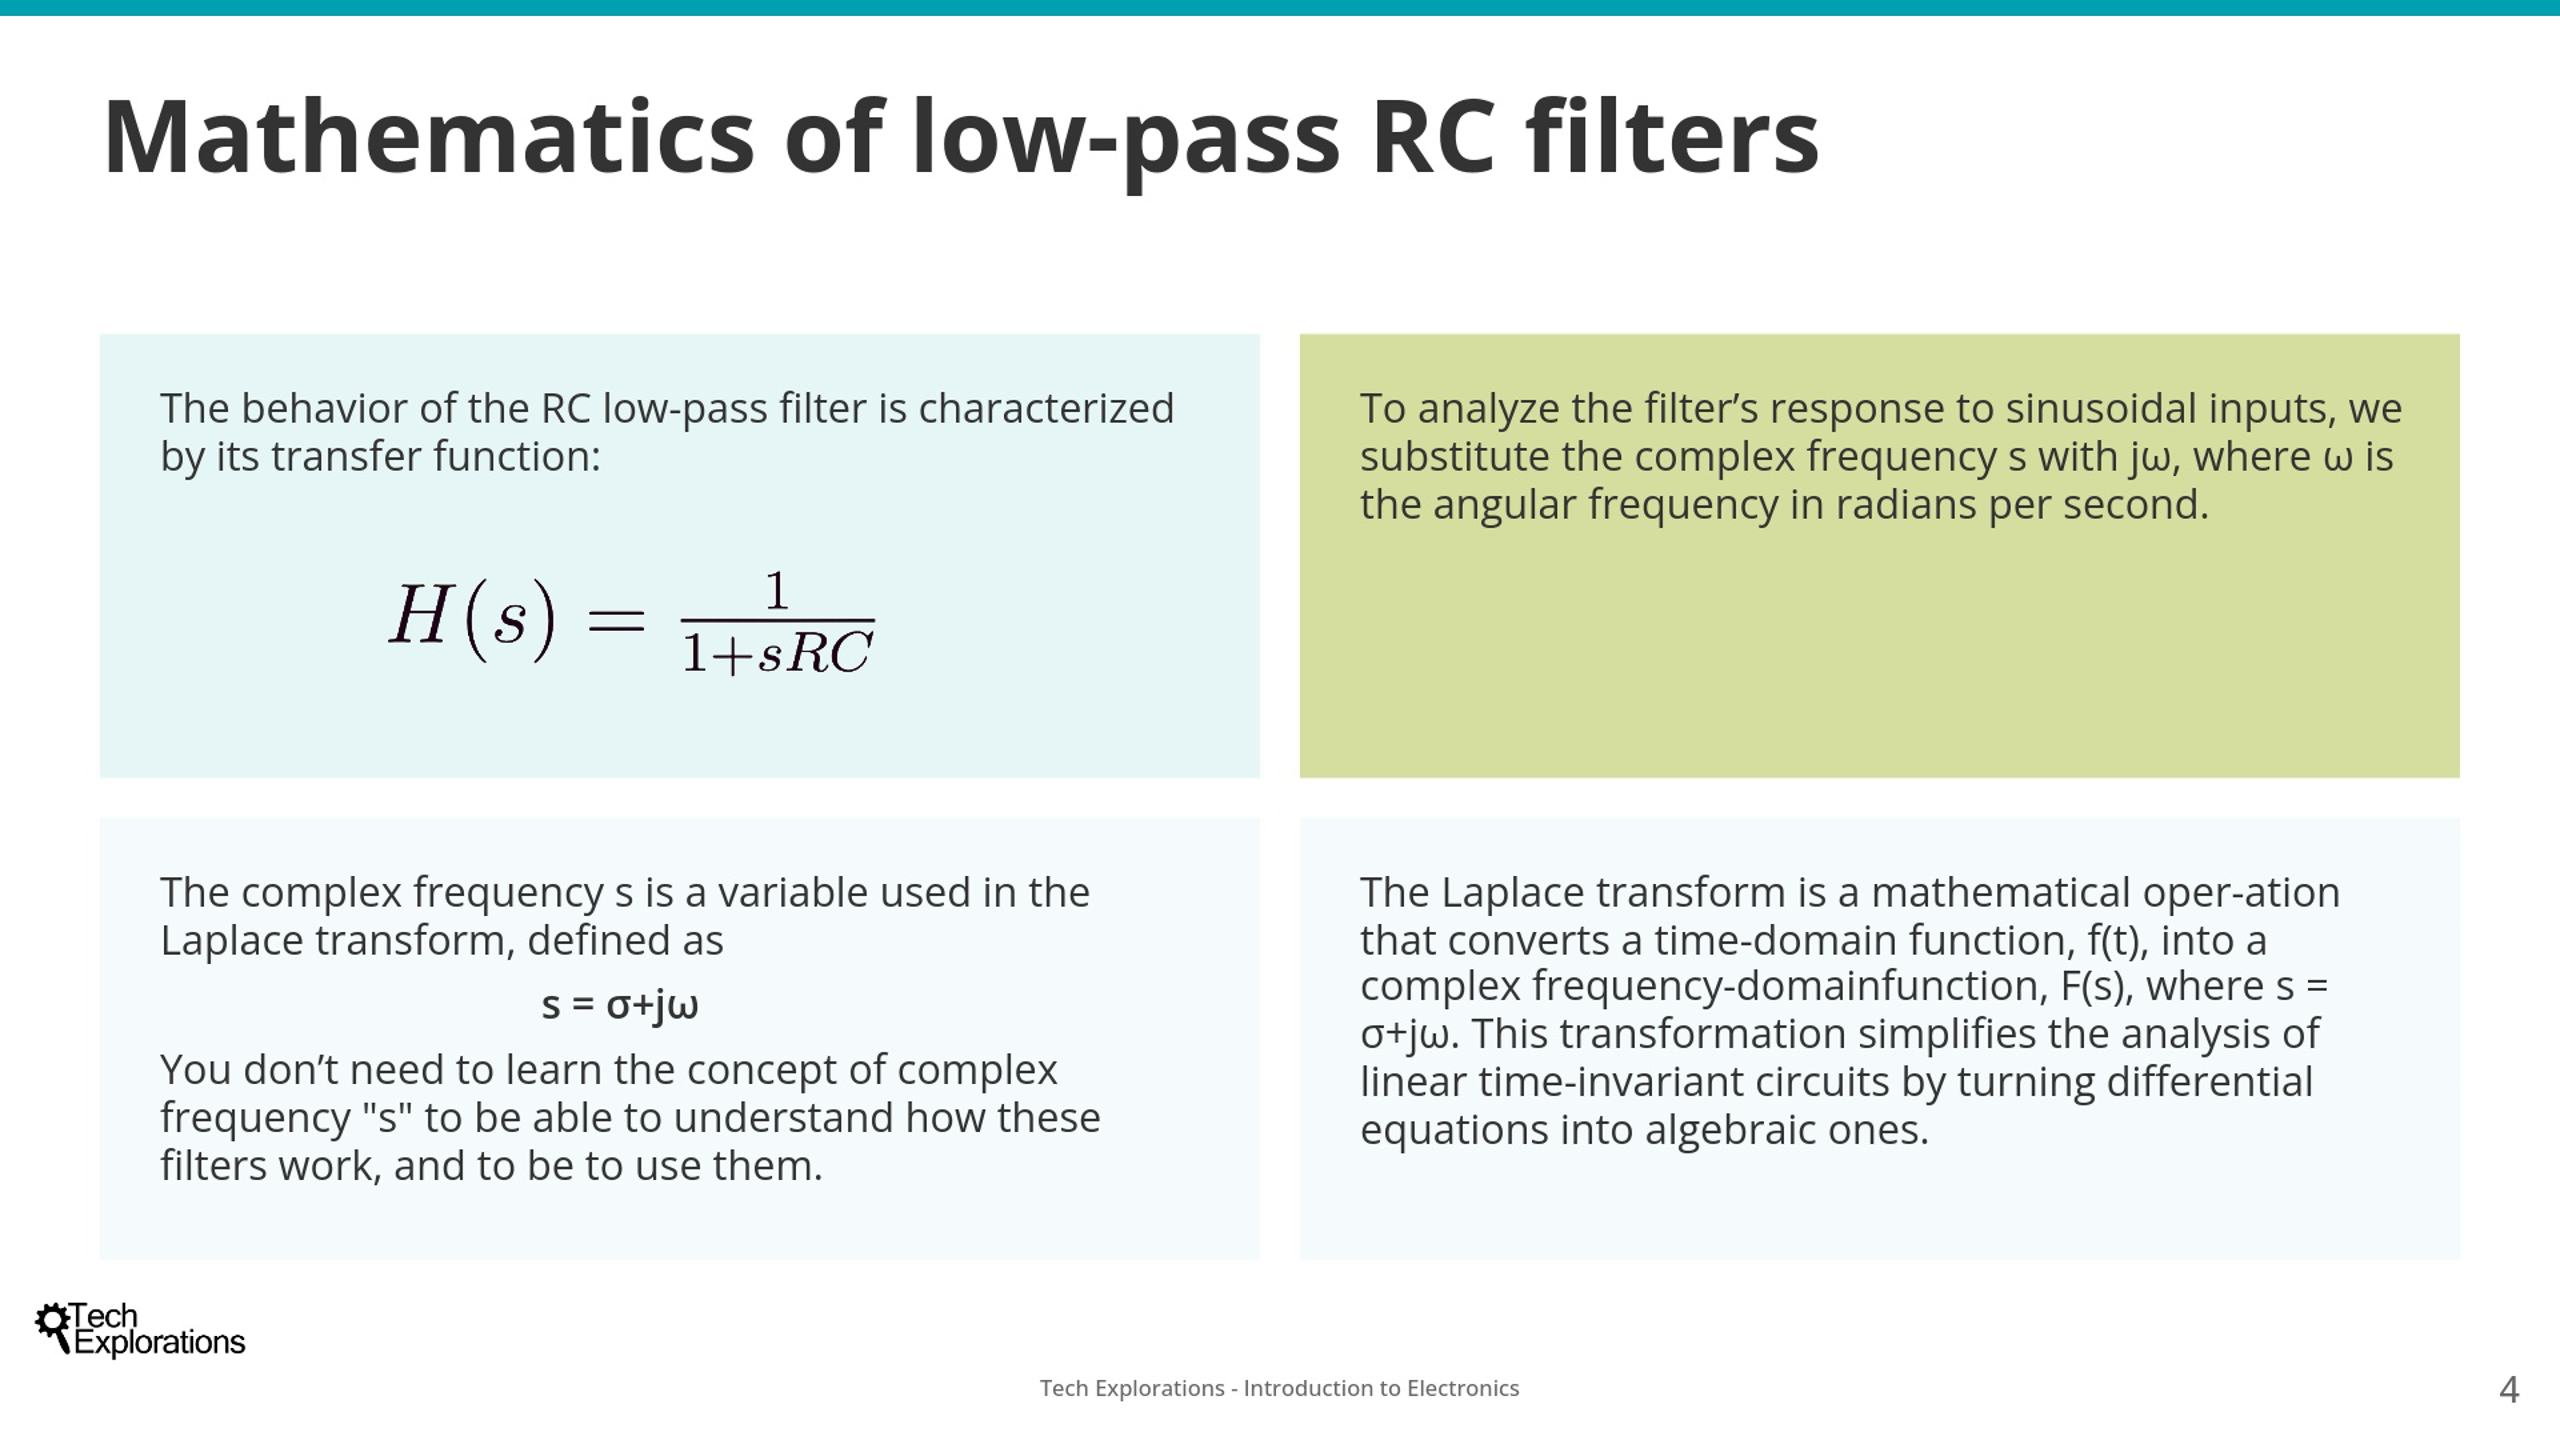 Mathematics of low-pass RC filters
The behavior of the RC low-pass filter is characterized
by its transfer function:
H(s) = 1/(1+sRC)
To analyze the filter’s response to sinusoidal inputs, we
substitute the complex frequency s with jω, where ω is
the angular frequency in radians per second.
The complex frequency s is a variable used in the
Laplace transform, defined as
s = σ+jω
You don’t need to learn the concept of complex
frequency "s" to be able to understand how these
filters work, and to be to use them.
The Laplace transform is a mathematical oper-ation
that converts a time-domain function, f(t), into a
complex frequency-domainfunction, F(s), where s =
σ+jω. This transformation simplifies the analysis of
linear time-invariant circuits by turning differential
equations into algebraic ones.
Tech
Explorations
Tech Explorations - Introduction to Electronics
4